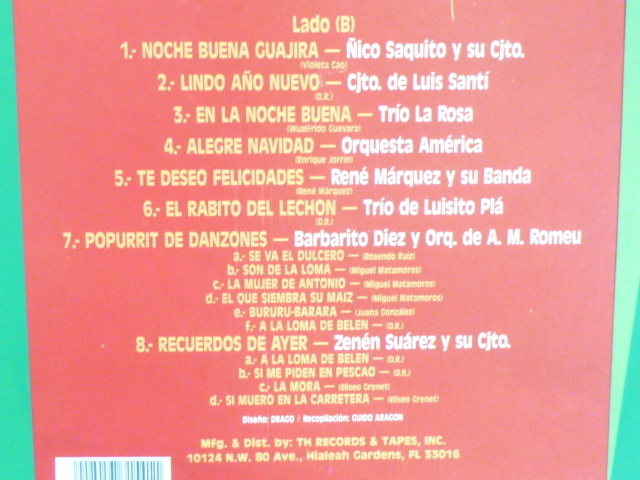 Lado (B)
1.- NOCHE BUENA GUAJIRA — Ñico Saquito y su Cjto.
(Violeta Cao)
2.- LINDO AÑO NUEVO — Cjto. de Luis Santí
(D.R.)
3.- EN LA NOCHE BUENA — Trío La Rosa
(Wualfrido Guevara)
4.- ALEGRE NAVIDAD — Orquesta América
(Enrique Jorrin)
5.- TE DESEO FELICIDADES — René Márquez y su Banda
(René Márquez)
6.- EL RABITO DEL LECHON — Trío de Luisito Plá
(D.R.)
7.- POPURRIT DE DANZONES — Barbarito Diez y Orq. de A. M. Romeu
a.- SE VA EL DULCERO — (Rosendo Ruiz)
b.- SON DE LA LOMA — (Miguel Matamoros)
c.- LA MUJER DE ANTONIO — (Miguel Matamoros)
d.- EL QUE SIEMBRA SU MAIZ — (Miguel Matamoros)
e.- BURURU-BARARA — (Juana González)
f.- A LA LOMA DE BELEN — (D.R.)
8.- RECUERDOS DE AYER — Zenén Suárez y su Cjto.
a.- A LA LOMA DE BELEN — (D.R.)
b.- SI ME PIDEN EN PESCAO — (D.R.)
c.- LA MORA — (Eliseo Grenet)
d.- SI MUERO EN LA CARRETERA — (Eliseo Grenet)
Diseño: DRAGO / Recopilación: GUIDO ARAGON
Mfg. & Dist. by: TH RECORDS & TAPES, INC.
10124 N.W. 80 Ave., Hialeah Gardens, FL 33016